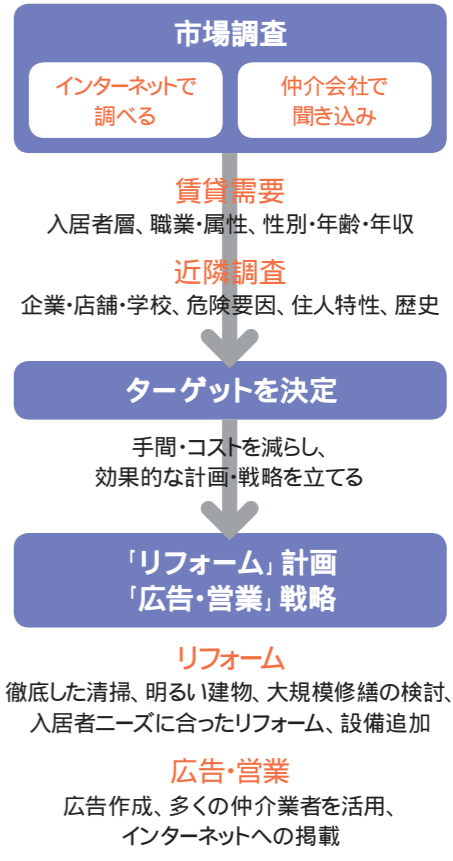 市場調査
インターネットで
調べる
仲介会社で
聞き込み
賃貸需要
入居者層、職業・属性、性別・年齢・年収
近隣調査
企業・店舗・学校、危険要因、住人特性、歴史
ターゲットを決定
手間・コストを減らし、
効果的な計画・戦略を立てる
「リフォーム」計画
「広告・営業」戦略
リフォーム
徹底した清掃、明るい建物、大規模修繕の検討、
入居者ニーズに合ったリフォーム、設備追加
広告・営業
広告作成、多くの仲介業者を活用、
インターネットへの掲載